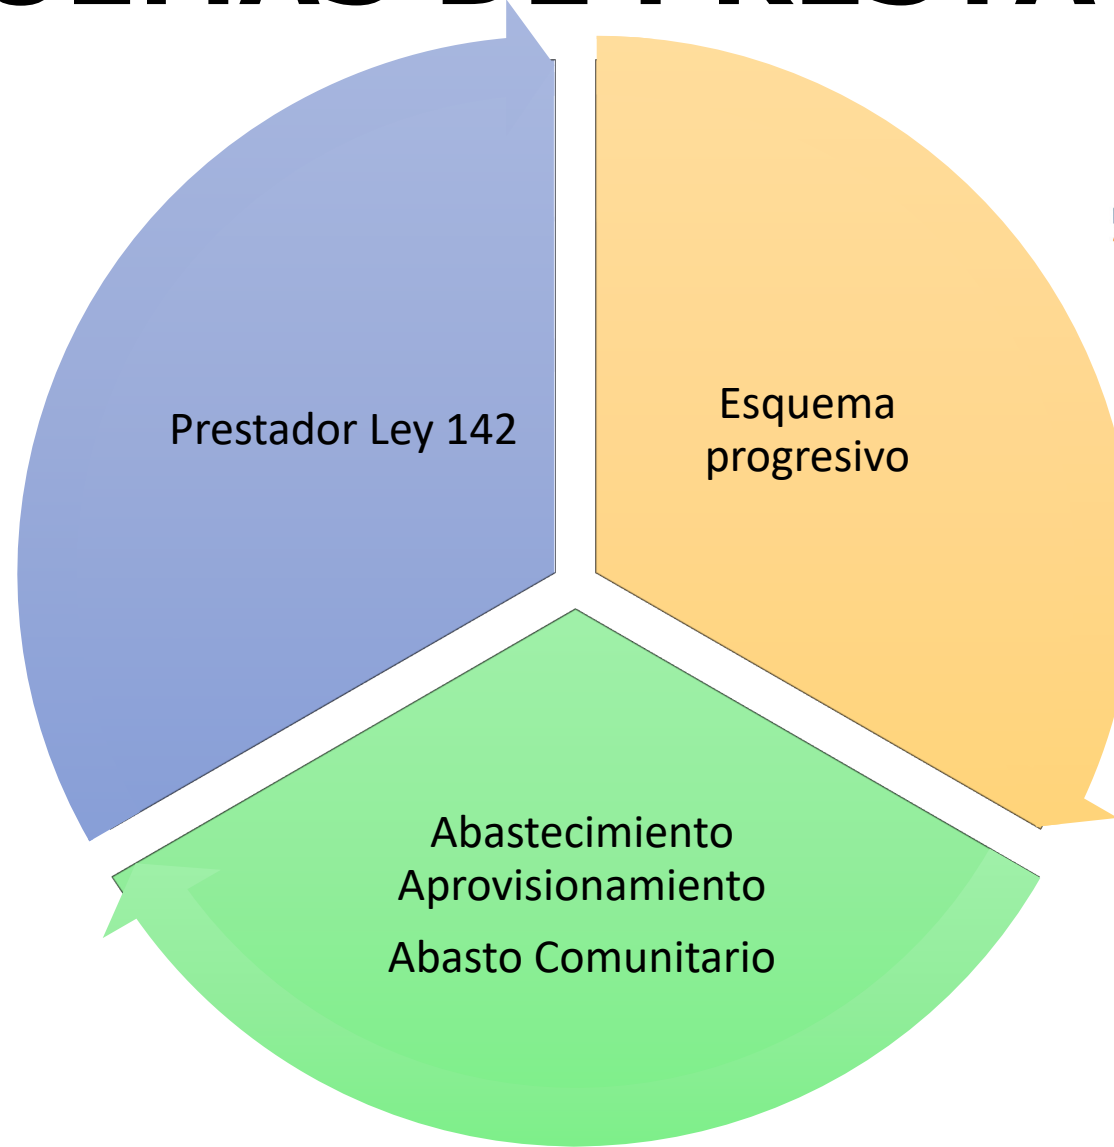 Prestador Ley 142
Esquema
progresivo
Abastecimiento
Aprovisionamiento
Abasto Comunitario